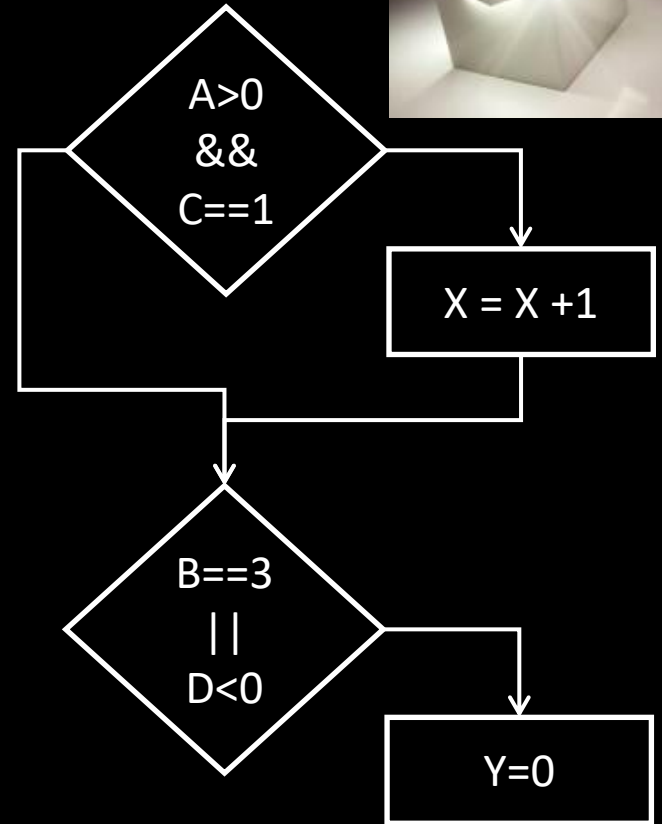 A>0
&&
C==1
X = X +1
B==3
||
D<0
Y=0